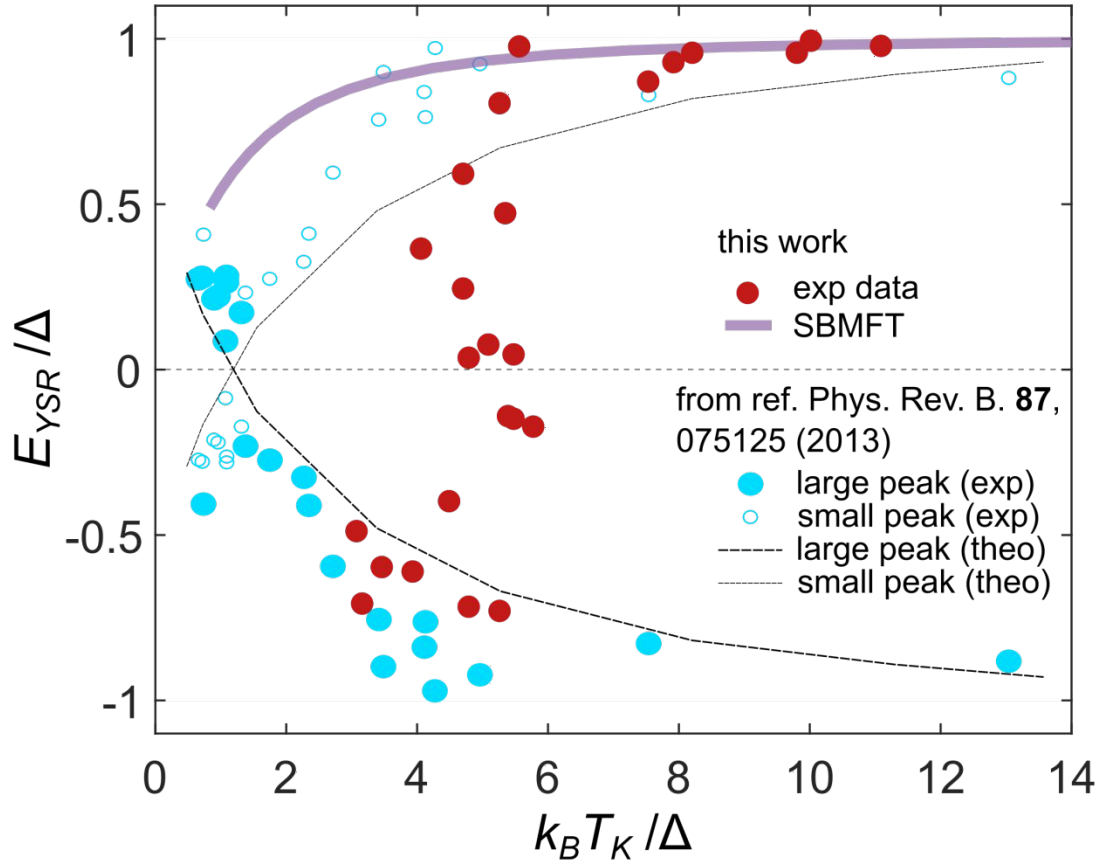 1
0.5
0
-0.5
-1
E_YSR /Δ
this work
exp data
SBMFT
from ref. Phys. Rev. B. 87,
075125 (2013)
large peak (exp)
small peak (exp)
large peak (theo)
small peak (theo)
0 2 4 6 8 10 12 14
k_B T_K /Δ